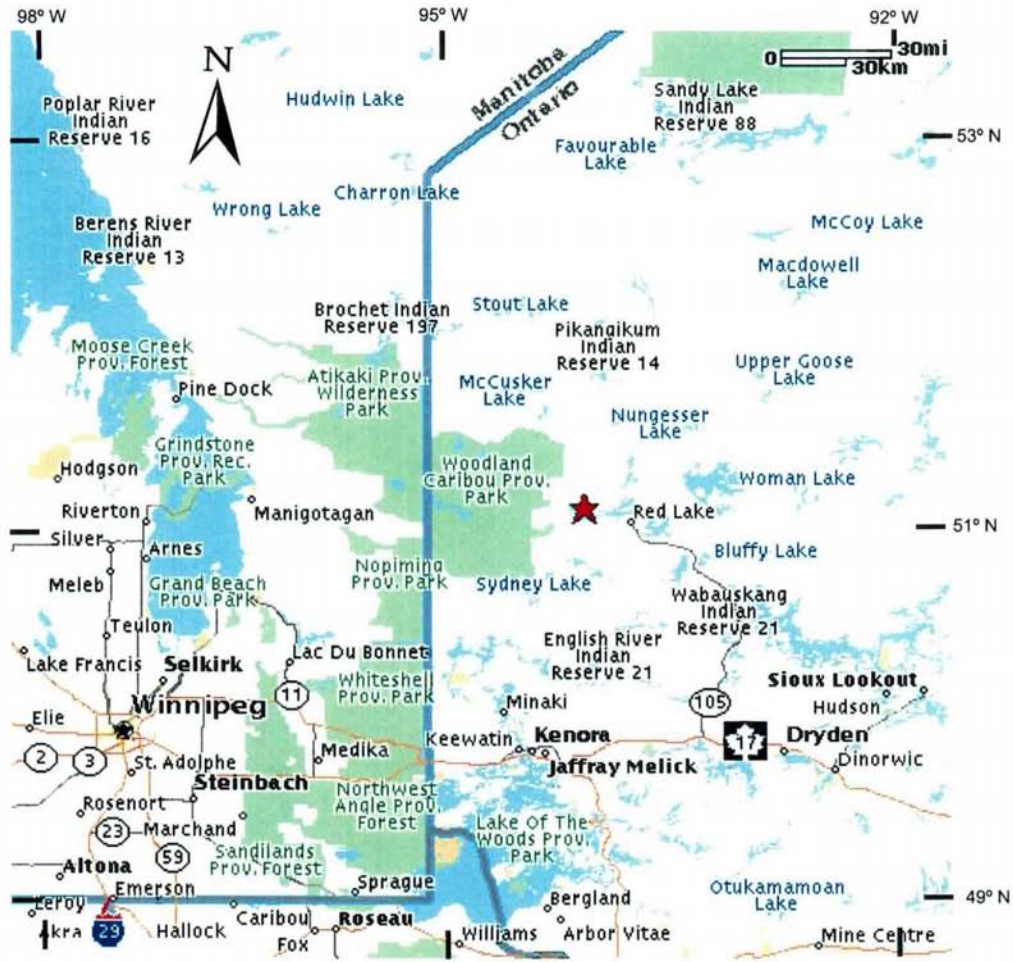 98° W
95° W
92° W
N
0
30mi
30km
Manitoba
Ontario
Hudwin Lake
Poplar River
Indian
Reserve 16
Sandy Lake
Indian
Reserve 88
53° N
Favourable
Lake
Charron Lake
Wrong Lake
Berens River
Indian
Reserve 13
McCoy Lake
Macdowell
Lake
Stout Lake
Brochet Indian
Reserve 197
Pikangikum
Indian
Reserve 14
Moose Creek
Prov. Forest
Atikaki Prov.
Wilderness
Park
McCusker
Lake
Upper Goose
Lake
Pine Dock
Nungesser
Lake
Grindstone
Prov. Rec.
Park
Hodgson
Woodland
Caribou Prov.
Park
Woman Lake
Riverton
Manigotagan
Red Lake
51° N
Silver
Arnes
Bluffy Lake
Meleb
Grand Beach
Prov. Park
Nopiming
Prov. Park
Sydney Lake
Wabauskang
Indian
Reserve 21
Teulon
English River
Indian
Reserve 21
Lake Francis
Selkirk
Lac Du Bonnet
Whiteshell
Prov. Park
Sioux Lookout
Hudson
11
105
Minaki
Winnipeg
Elie
Keewatin
Kenora
17
Dryden
2
3
Medika
Jaffray Melick
Dinorwic
St. Adolphe
Steinbach
Northwest
Angle Prov.
Forest
Rosenort
23
Marchand
Lake Of The
Woods Prov.
Park
59
Sandilands
Prov. Forest
Altona
Sprague
Emerson
Otukamamoan
Lake
49° N
Leroy
Bergland
Akra
29
Hallock
Caribou
Roseau
Fox
Williams
Arbor Vitae
Mine Centre